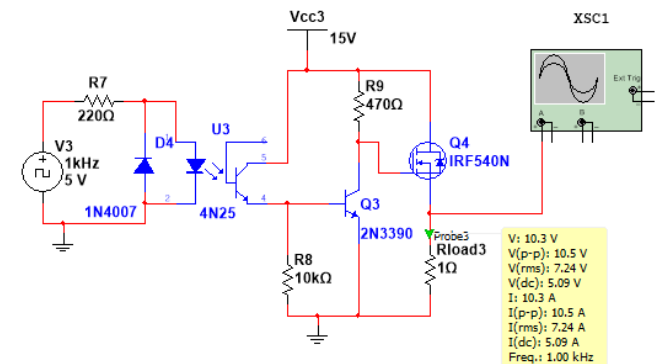 Vcc3
15V
XSC1
Ext Trig
A
B
R7
220Ω
V3
1kHz
5 V
D4
1N4007
U3
1
2
6
5
4
4N25
R9
470Ω
Q4
IRF540N
Q3
2N3390
R8
10kΩ
Probe3
Rload3
1Ω
V: 10.3 V
V(p-p): 10.5 V
V(rms): 7.24 V
V(dc): 5.09 V
I: 10.3 A
I(p-p): 10.5 A
I(rms): 7.24 A
I(dc): 5.09 A
Freq.: 1.00 kHz